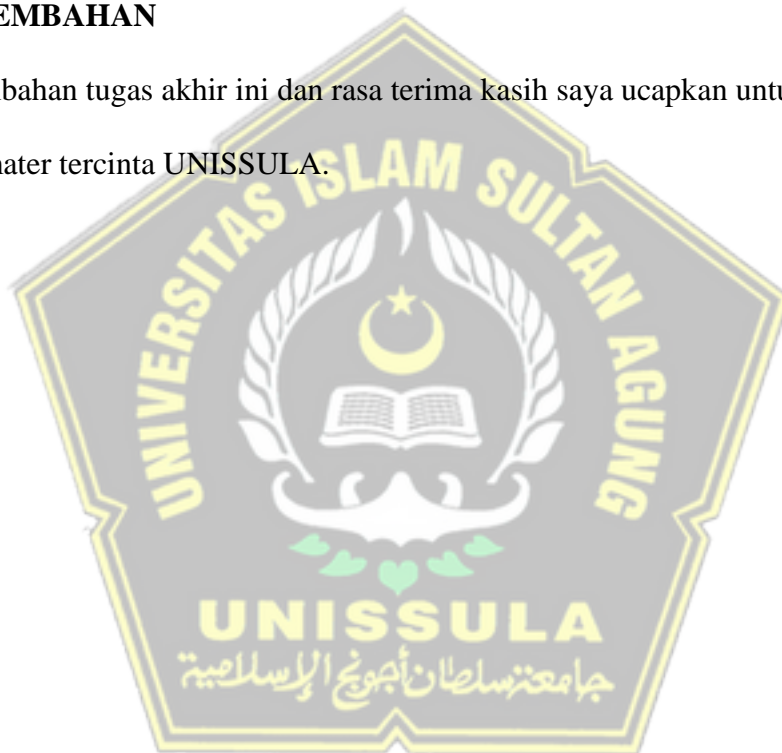 EMBAHAN
bahan tugas akhir ini dan rasa terima kasih saya ucapkan untu
nater tercinta UNISSULA.
UNIVERSITAS ISLAM SULTAN AGUNG
UNISSULA
جامعة سلطان أجونج الإسلامية